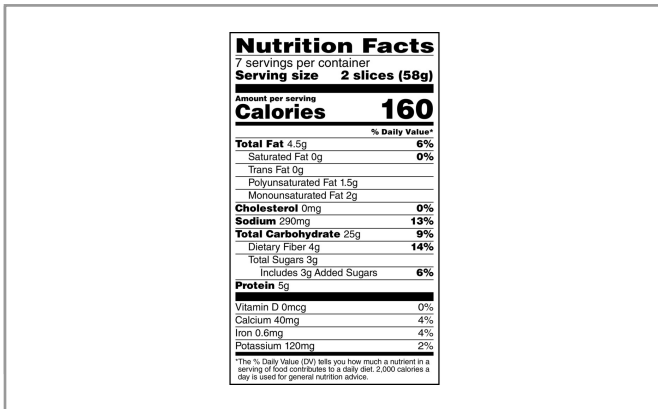 Nutrition Facts
7 servings per container
Serving size 2 slices (58g)
Amount per serving
Calories 160
% Daily Value*
Total Fat 4.5g 6%
Saturated Fat 0g 0%
Trans Fat 0g
Polyunsaturated Fat 1.5g
Monounsaturated Fat 2g
Cholesterol 0mg 0%
Sodium 290mg 13%
Total Carbohydrate 25g 9%
Dietary Fiber 4g 14%
Total Sugars 3g
Includes 3g Added Sugars 6%
Protein 5g
Vitamin D 0mcg 0%
Calcium 40mg 4%
Iron 0.6mg 4%
Potassium 120mg 2%
*The % Daily Value (DV) tells you how much a nutrient in a
serving of food contributes to a daily diet. 2,000 calories a
day is used for general nutrition advice.